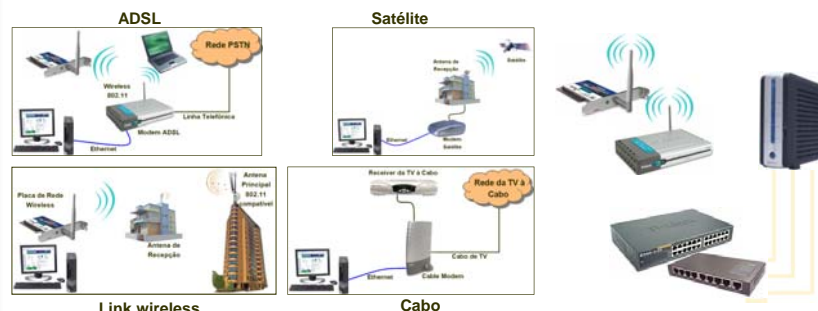 ADSL
Rede PSTN
Wireless
802.11
Linha Telefónica
Modem ADSL
Ethernet
Satélite
Antena de
Recepção
Satélite
Ethernet
Modem
Satélite
Placa de Rede
Wireless
Antena
Principal
802.11
compatível
Antena de
Recepção
Link wireless
Receiver da TV à Cabo
Rede da TV à
Cabo
Cabo de TV
Ethernet
Cable Modem
Cabo